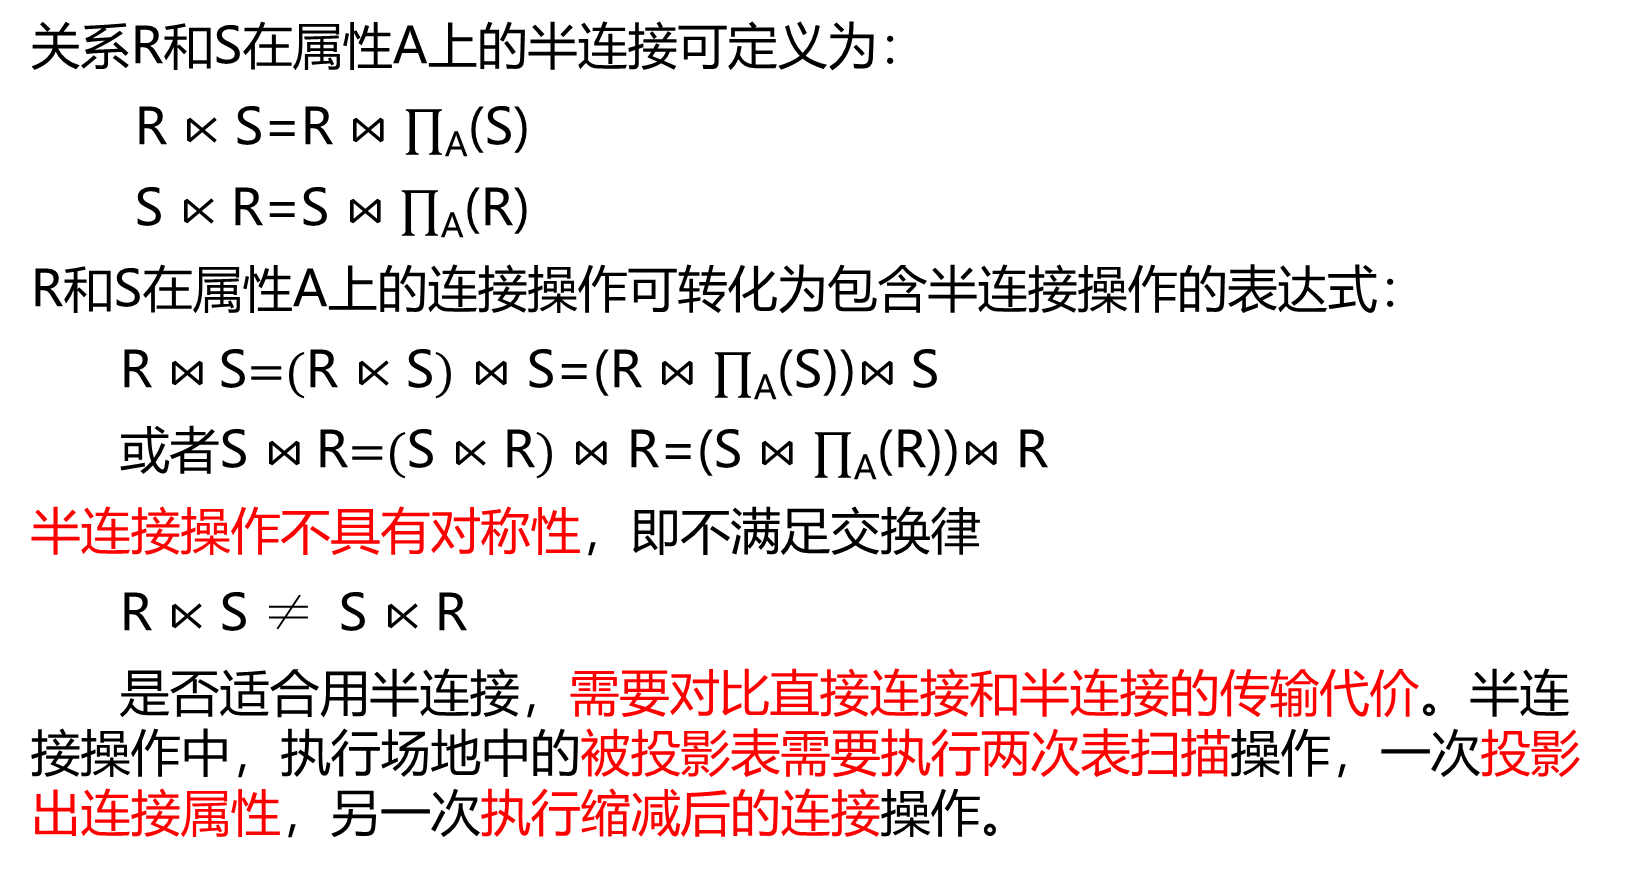 关系R和S在属性A上的半连接可定义为：
R ∝ S=R ⋈ ∏A(S)
S ∝ R=S ⋈ ∏A(R)
R和S在属性A上的连接操作可转化为包含半连接操作的表达式：
R ⋈ S=(R ∝ S) ⋈ S=(R ⋈ ∏A(S))⋈ S
或者S ⋈ R=(S ∝ R) ⋈ R=(S ⋈ ∏A(R))⋈ R
半连接操作不具有对称性，即不满足交换律
R ∝ S ≠ S ∝ R
是否适合用半连接，需要对比直接连接和半连接的传输代价。半连
接操作中，执行场地中的被投影表需要执行两次表扫描操作，一次投影
出连接属性，另一次执行缩减后的连接操作。